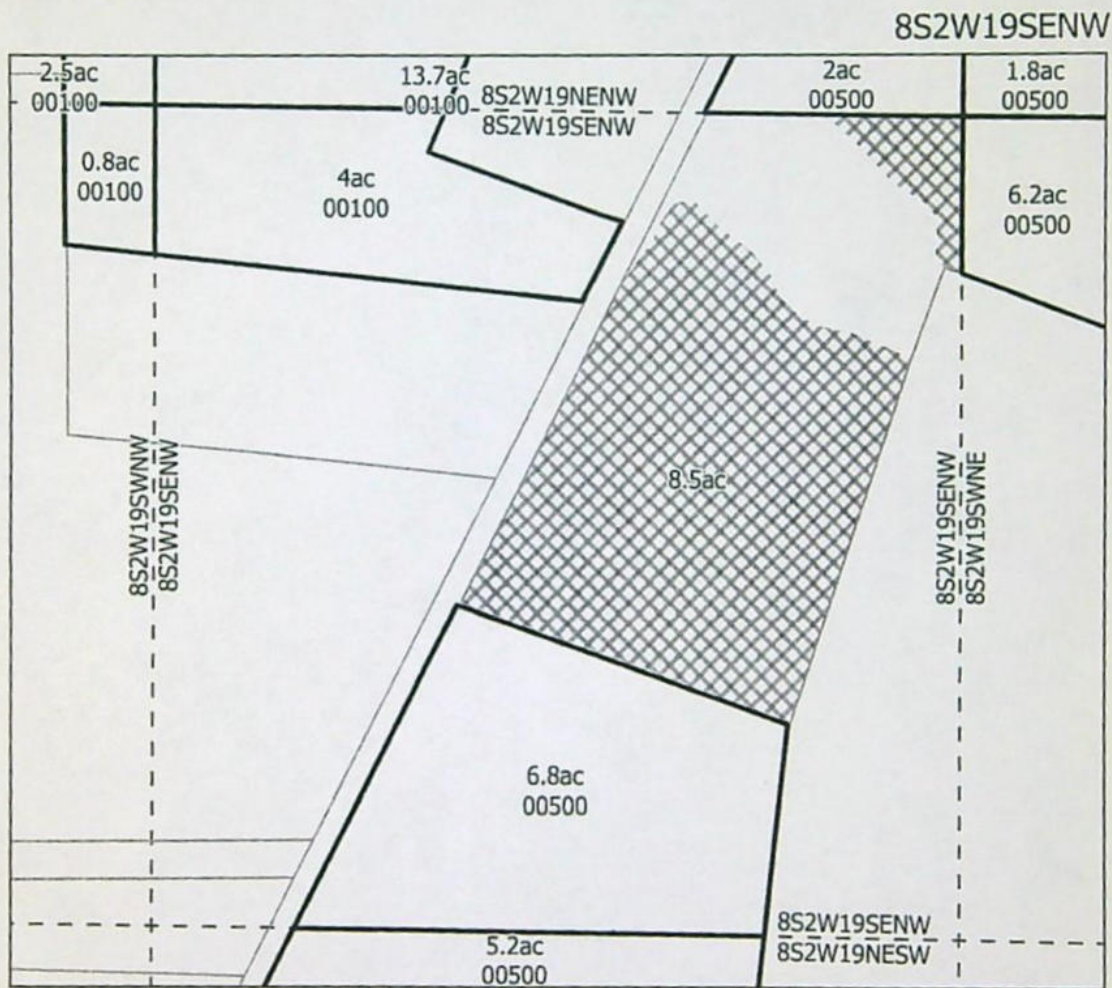 8S2W19SENW
2.5ac
00100
13.7ac
00100
8S2W19NENW
8S2W19SENW
2ac
00500
1.8ac
00500
0.8ac
00100
4ac
00100
6.2ac
00500
8S2W19SWNW
8S2W19SENW
8.5ac
8S2W19SENW
8S2W19SWNE
6.8ac
00500
8S2W19SENW
8S2W19NESW
5.2ac
00500